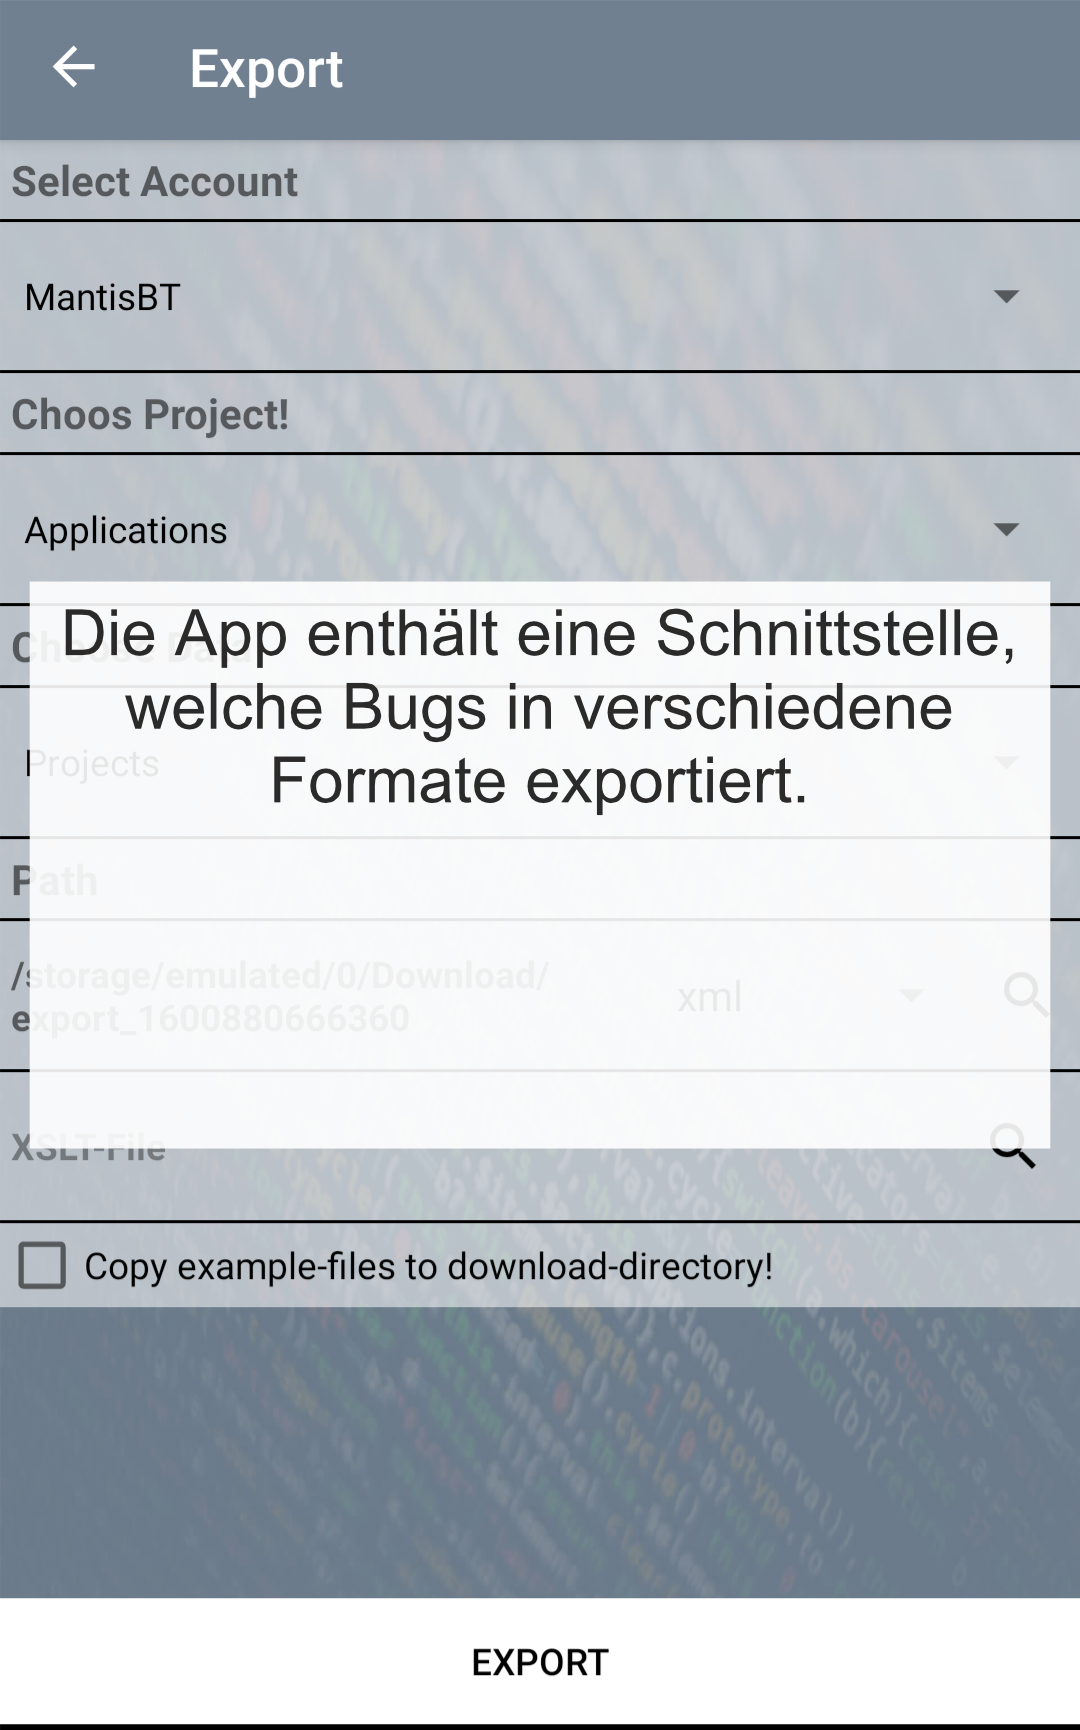 Export
Select Account
MantisBT
Choos Project!
Applications
Choose Data
Die App enthält eine Schnittstelle,
welche Bugs in verschiedene
Formate exportiert.
Projects
Path
/storage/emulated/0/Download/
export_1600880666360
xml
XSLT-File
Copy example-files to download-directory!
EXPORT